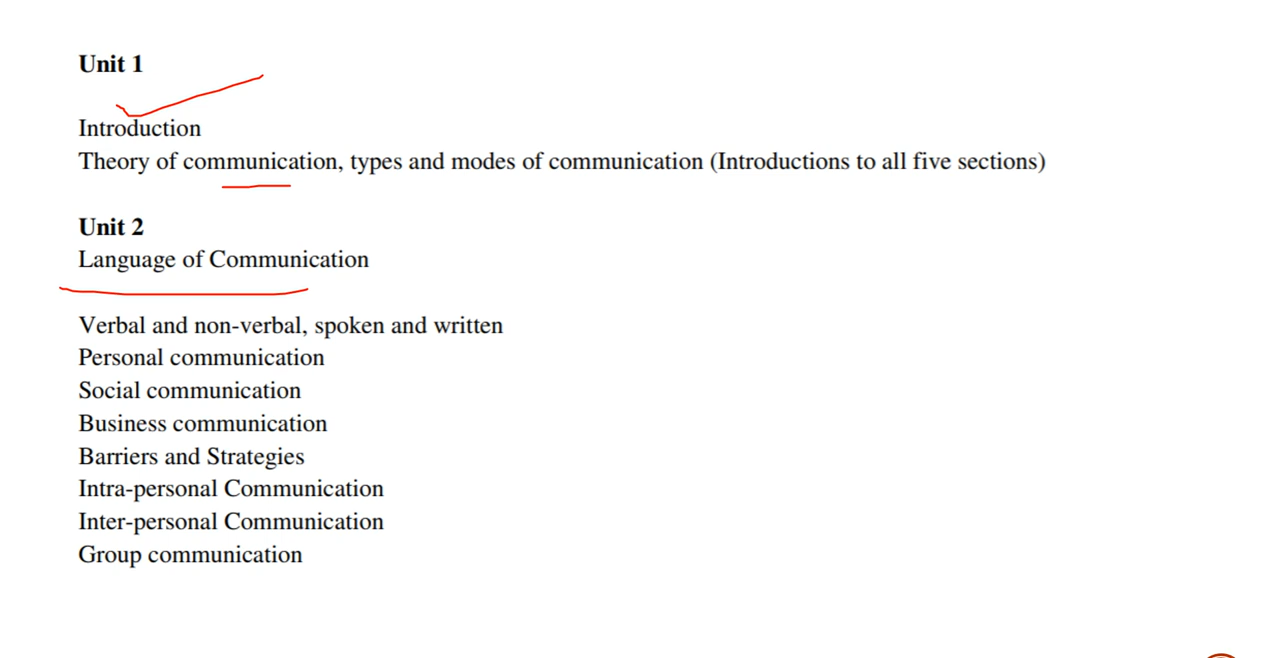 Unit 1
Introduction
Theory of communication, types and modes of communication (Introductions to all five sections)
Unit 2
Language of Communication
Verbal and non-verbal, spoken and written
Personal communication
Social communication
Business communication
Barriers and Strategies
Intra-personal Communication
Inter-personal Communication
Group communication